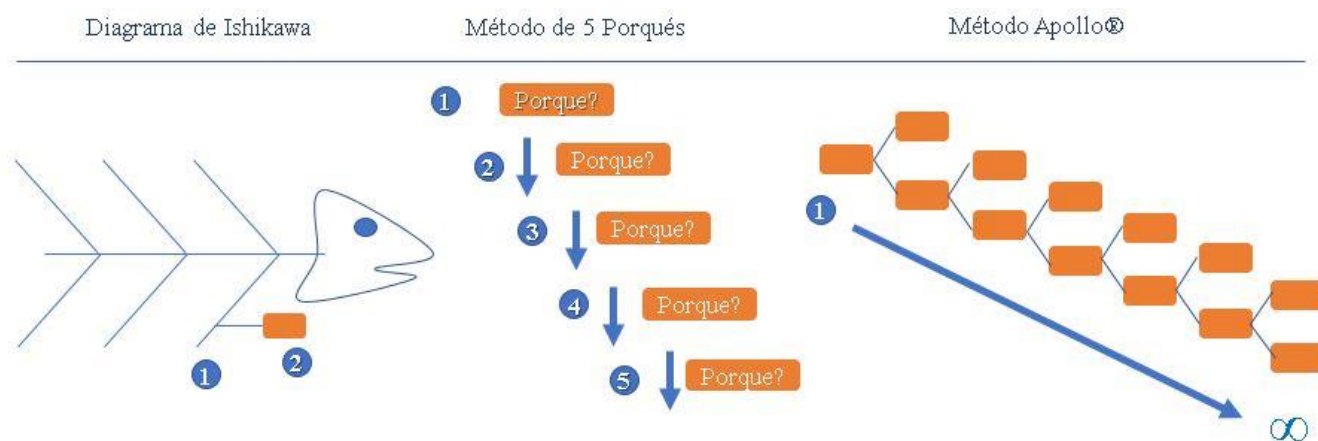 Diagrama de Ishikawa
Método de 5 Porqués
Método Apollo®
1 Porque?
2 Porque?
3 Porque?
4 Porque?
5 Porque?
1
2
1
∞